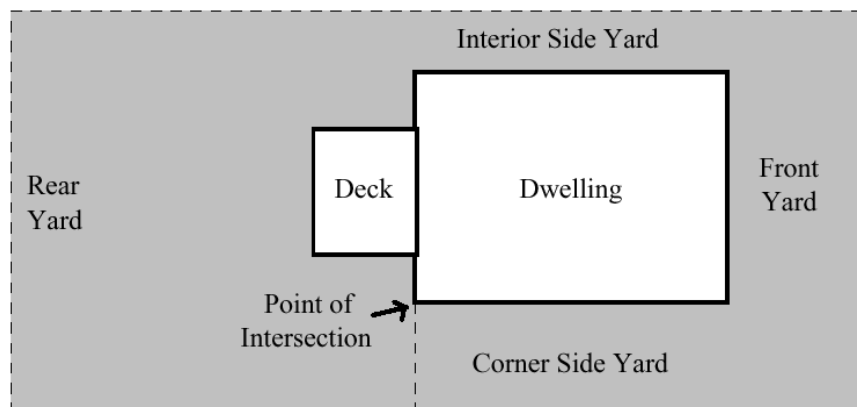 Interior Side Yard
Rear
Yard
Deck
Dwelling
Front
Yard
Point of
Intersection
Corner Side Yard